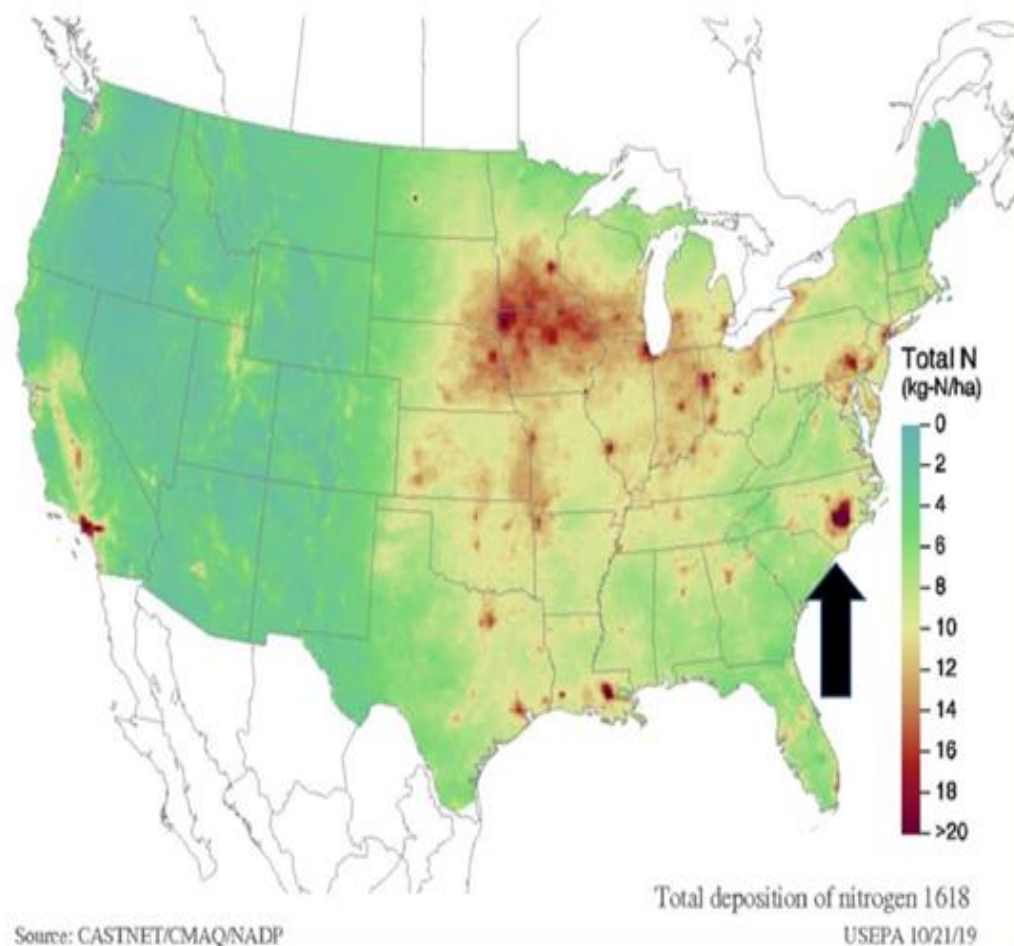 Total N
(kg-N/ha)
0
2
4
6
8
10
12
14
16
18
>20
Total deposition of nitrogen 1618
Source: CASTNET/CMAQ/NADP
USEPA 10/21/19